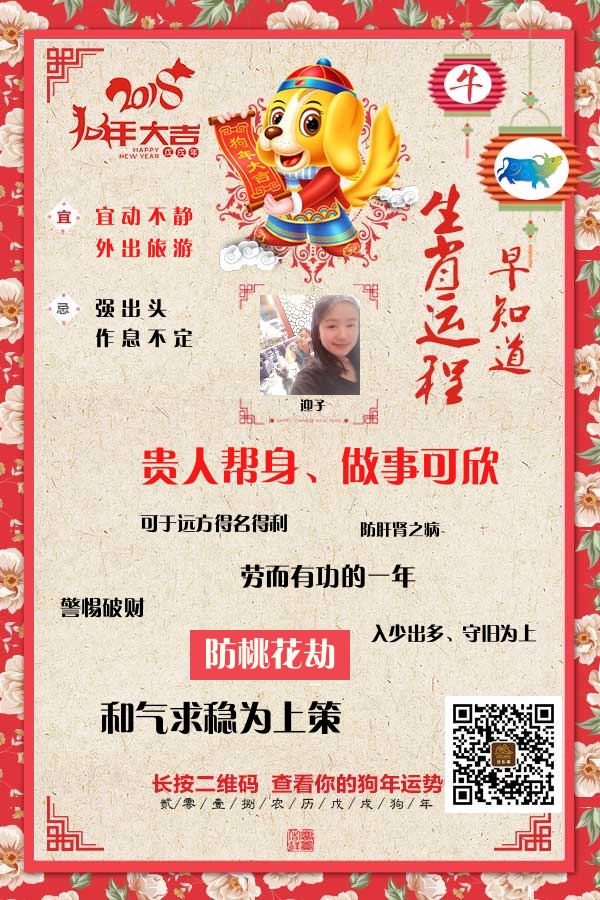 2018
狗年大吉
HAPPY
NEW YEAR
戊戌年
狗年大吉
牛
生肖运程
早知道
宜
宜动不静
外出旅游
忌
强出头
作息不定
迎子
HAPPY CHINESE NEW YEAR
贵人帮身、做事可欣
可于远方得名得利
防肝肾之病
劳而有功的一年
警惕破财
入少出多、守旧为上
防桃花劫
和气求稳为上策
长按二维码 查看你的狗年运势
贰/零/壹/捌/农/历/戊/戌/狗/年